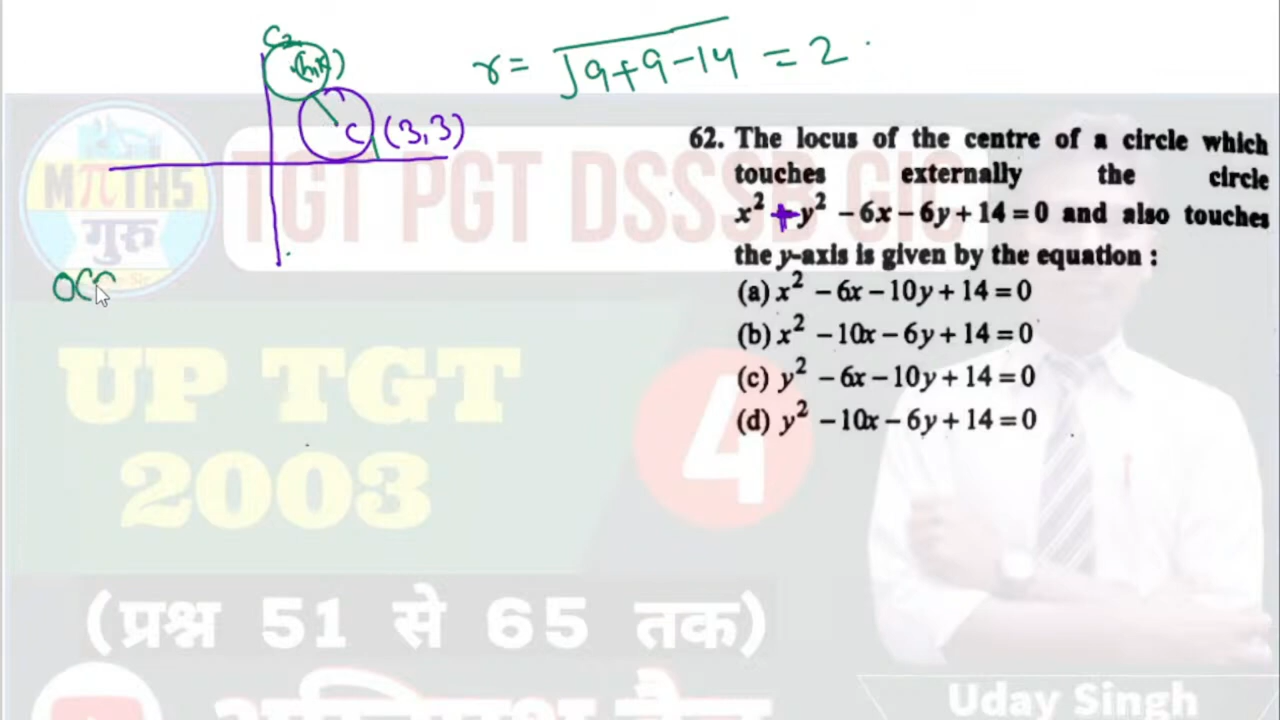 C₂
(h,k)
r = √9+9-14 = 2
C (3,3)
TGT PGT DSSSB GIC
MπTHS
गुरु
62. The locus of the centre of a circle which
touches externally the circle
x² + y² − 6x − 6y + 14 = 0 and also touches
the y-axis is given by the equation :
(a) x² − 6x − 10y + 14 = 0
(b) x² − 10x − 6y + 14 = 0
(c) y² − 6x − 10y + 14 = 0
(d) y² − 10x − 6y + 14 = 0
UP TGT
2003
4
(प्रश्न 51 से 65 तक)
Uday Singh